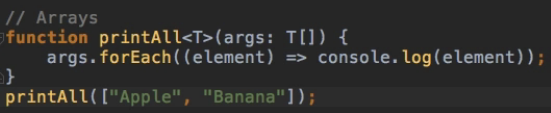 // Arrays
function printAll<T>(args: T[]) {
    args.forEach((element) => console.log(element));
}
printAll(["Apple", "Banana"]);